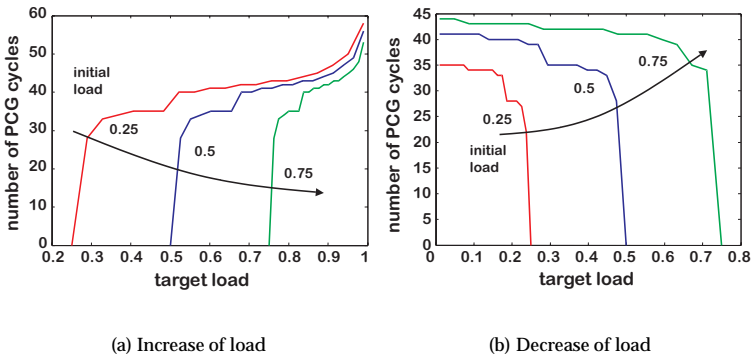 60
50
40
30
20
10
0
number of PCG cycles
initial
load
0.25
0.5
0.75
0.2 0.3 0.4 0.5 0.6 0.7 0.8 0.9 1
target load
(a) Increase of load
45
40
35
30
25
20
15
10
5
0
number of PCG cycles
0.75
0.5
0.25
initial
load
0 0.1 0.2 0.3 0.4 0.5 0.6 0.7 0.8
target load
(b) Decrease of load